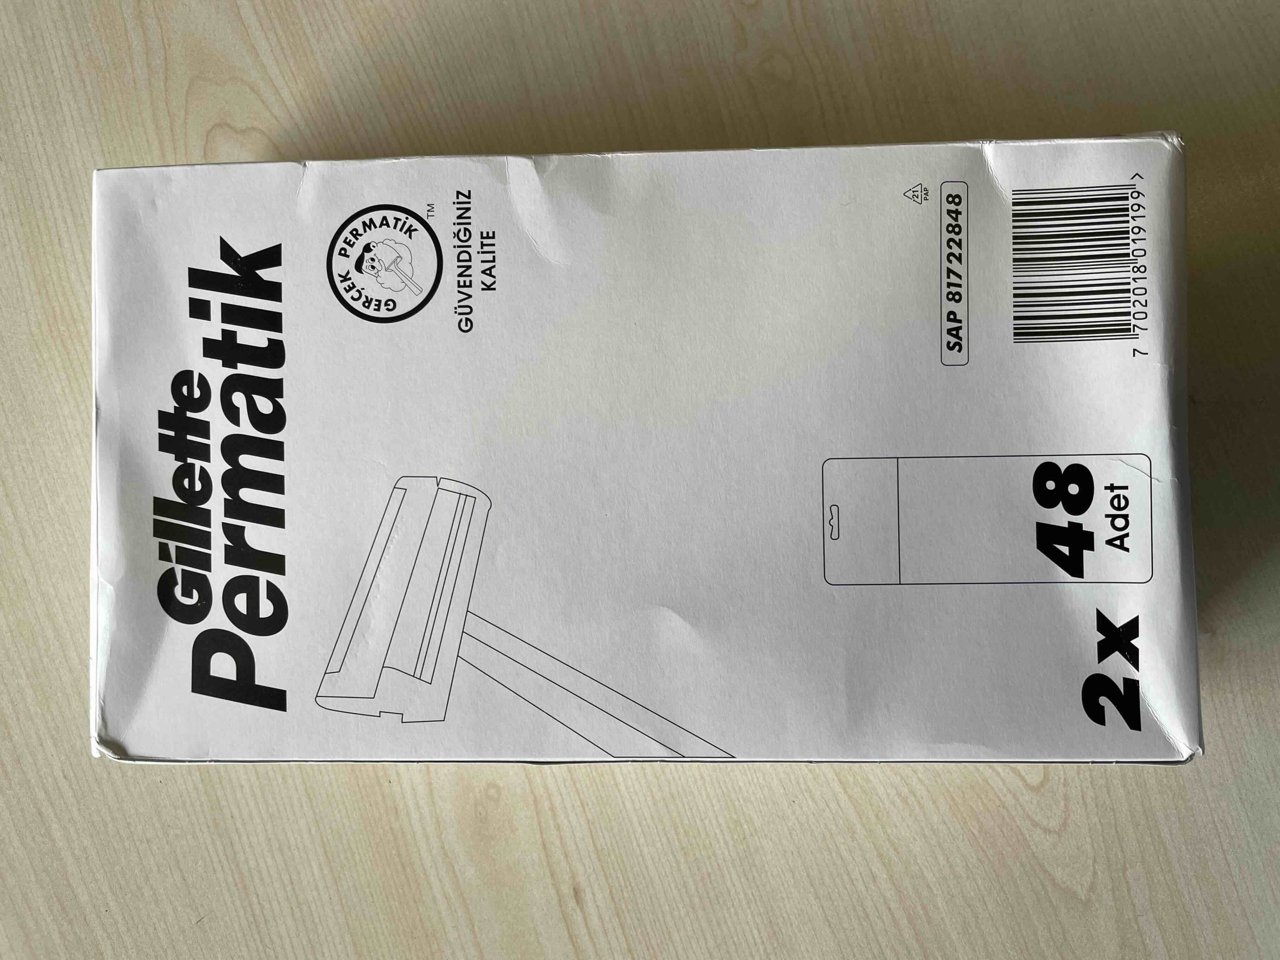 Gillette
Permatik
GERÇEK PERMATİK
TM
GÜVENDİĞİNİZ
KALİTE
21
PAP
SAP 81722848
7 702018 019199 >
2x 48
Adet